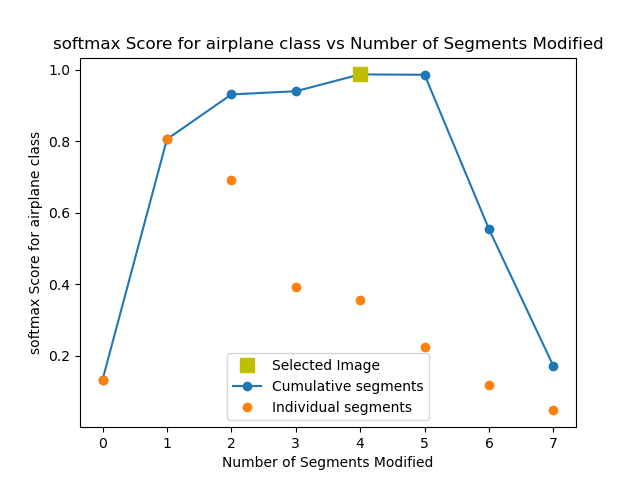 softmax Score for airplane class vs Number of Segments Modified
softmax Score for airplane class
1.0
0.8
0.6
0.4
0.2
Selected Image
Cumulative segments
Individual segments
0 1 2 3 4 5 6 7
Number of Segments Modified